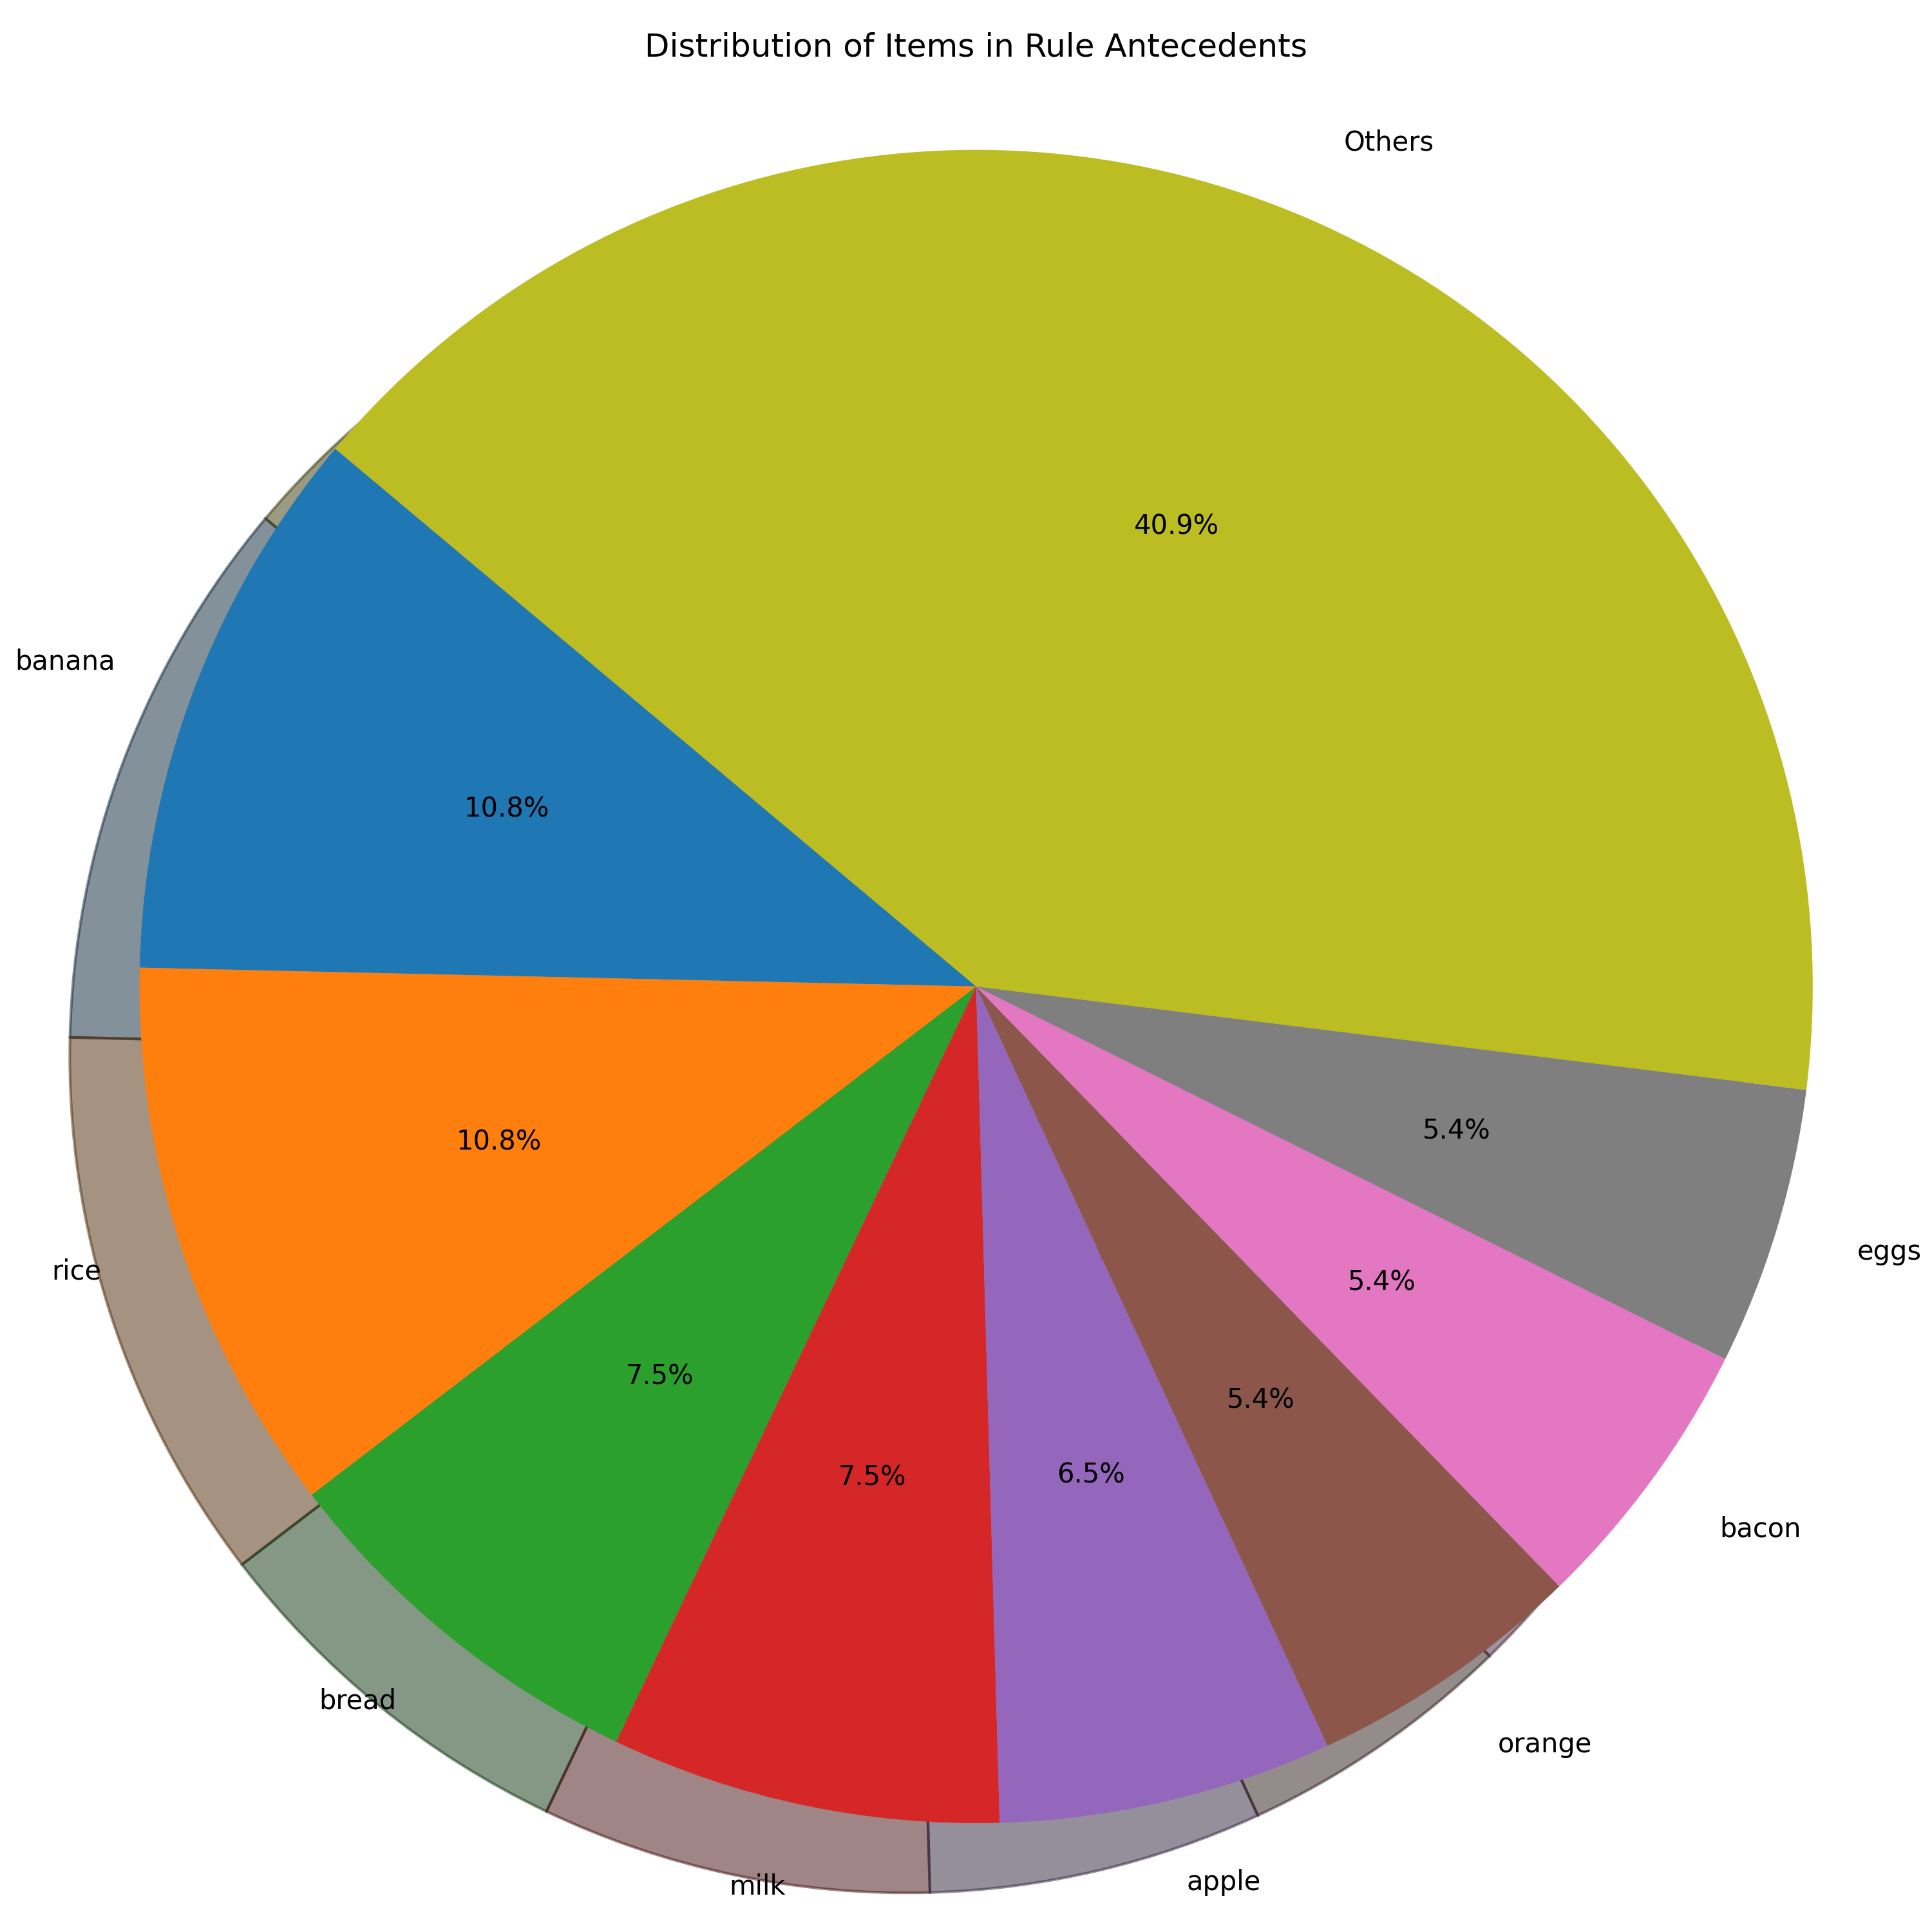 Distribution of Items in Rule Antecedents
Others
40.9%
banana
10.8%
rice
10.8%
bread
7.5%
milk
7.5%
apple
6.5%
orange
5.4%
bacon
5.4%
eggs
5.4%